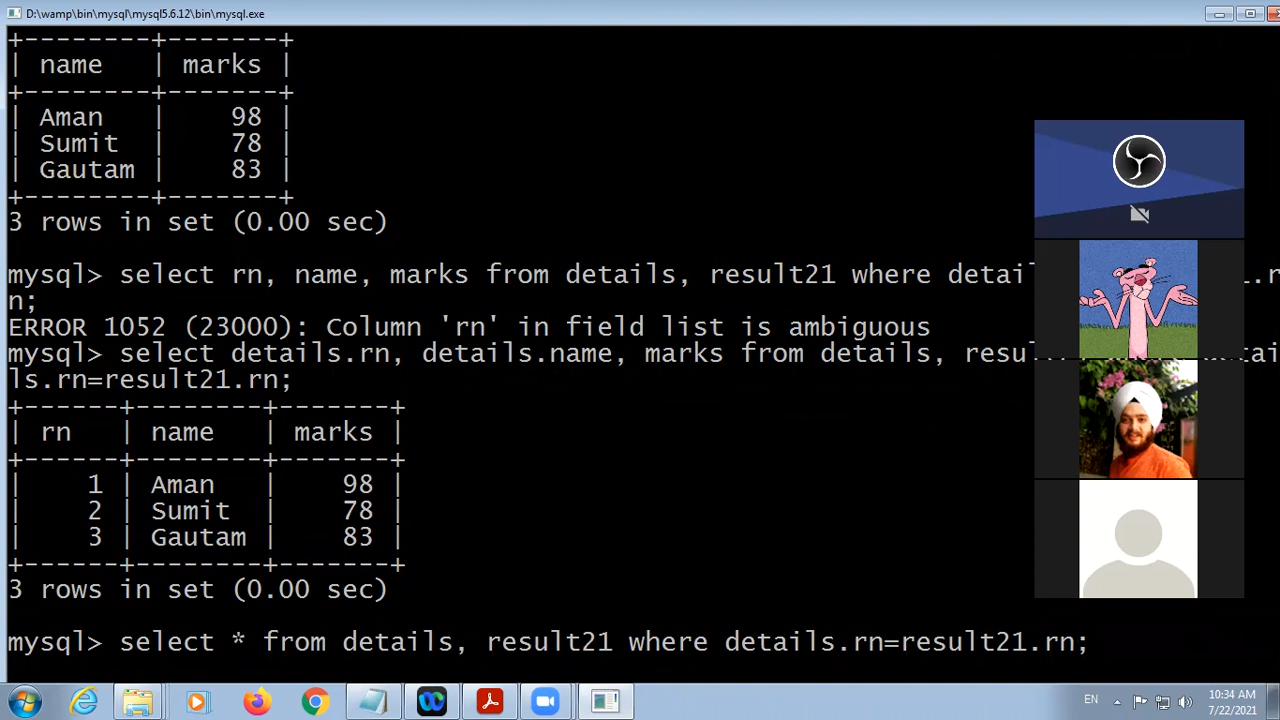 D:\wamp\bin\mysql\mysql5.6.12\bin\mysql.exe
+--------+-------+
| name   | marks |
+--------+-------+
| Aman   |    98 |
| Sumit  |    78 |
| Gautam |    83 |
+--------+-------+
3 rows in set (0.00 sec)
mysql> select rn, name, marks from details, result21 where detail .r
n;
ERROR 1052 (23000): Column 'rn' in field list is ambiguous
mysql> select details.rn, details.name, marks from details, resul tai
ls.rn=result21.rn;
+------+--------+-------+
| rn   | name   | marks |
+------+--------+-------+
|    1 | Aman   |    98 |
|    2 | Sumit  |    78 |
|    3 | Gautam |    83 |
+------+--------+-------+
3 rows in set (0.00 sec)
mysql> select * from details, result21 where details.rn=result21.rn;
EN
10:34 AM
7/22/2021